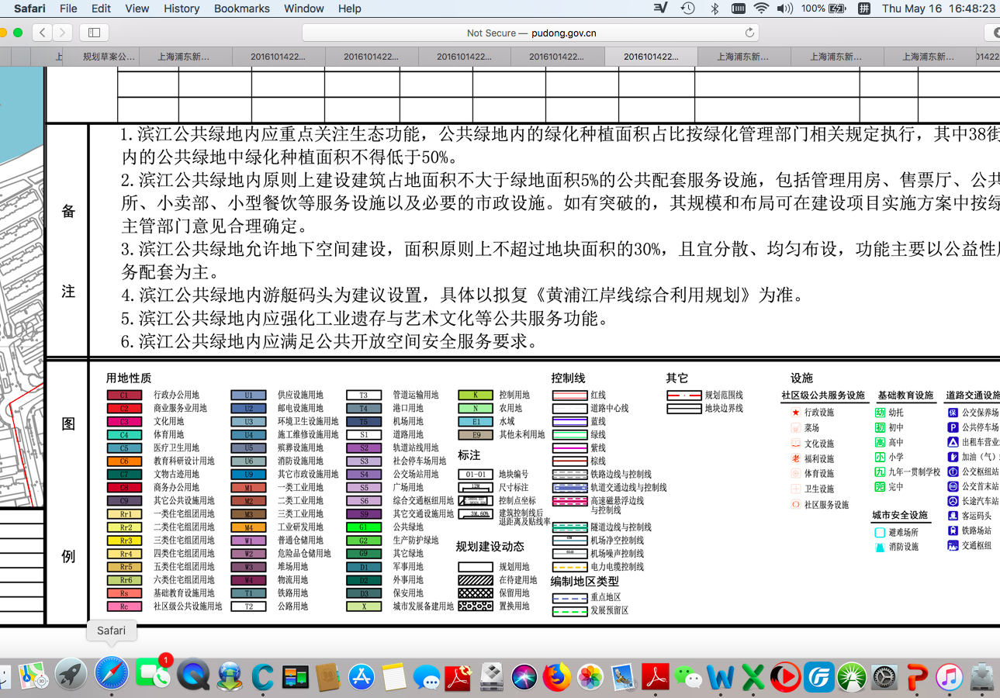 Safari File Edit View History Bookmarks Window Help 100% 拼 Thu May 16 16:48:23
Not Secure — pudong.gov.cn
上 规划草案公... 上海浦东新... 2016101422... 2016101422... 2016101422... 2016101422... 2016101422... 上海浦东新... 上海浦东新... 上海浦东新... 01422
备注
1. 滨江公共绿地内应重点关注生态功能，公共绿地内的绿化种植面积占比按绿化管理部门相关规定执行，其中38街
内的公共绿地中绿化种植面积不得低于50%。
2. 滨江公共绿地内原则上建设建筑占地面积不大于绿地面积5%的公共配套服务设施，包括管理用房、售票厅、公共
所、小卖部、小型餐饮等服务设施以及必要的市政设施。如有突破的，其规模和布局可在建设项目实施方案中按绿
主管部门意见合理确定。
3. 滨江公共绿地允许地下空间建设，面积原则上不超过地块面积的30%，且宜分散、均匀布设，功能主要以公益性服
务配套为主。
4. 滨江公共绿地内游艇码头为建议设置，具体以拟复《黄浦江岸线综合利用规划》为准。
5. 滨江公共绿地内应强化工业遗存与艺术文化等公共服务功能。
6. 滨江公共绿地内应满足公共开放空间安全服务要求。
图例
用地性质
C1 行政办公用地
C2 商业服务业用地
C3 文化用地
C4 体育用地
C5 医疗卫生用地
C6 教育科研设计用地
C7 文物古迹用地
C8 商务办公用地
C9 其它公共设施用地
Rr1 一类住宅组团用地
Rr2 二类住宅组团用地
Rr3 三类住宅组团用地
Rr4 四类住宅组团用地
Rr5 五类住宅组团用地
Rr6 六类住宅组团用地
Rs 基础教育设施用地
Rc 社区级公共设施用地
U1 供应设施用地
U2 邮电设施用地
U3 环境卫生设施用地
U4 施工维修设施用地
U5 殡葬设施用地
U6 消防设施用地
U9 其它市政设施用地
M1 一类工业用地
M2 二类工业用地
M3 三类工业用地
M4 工业研发用地
W1 普通仓储用地
W2 危险品仓储用地
W3 堆场用地
W4 物流用地
T1 铁路用地
T2 公路用地
T3 管道运输用地
T4 港口用地
T5 机场用地
S1 道路用地
S2 轨道站线用地
S3 社会停车场用地
S4 公交场站用地
S5 广场用地
S6 综合交通枢纽用地
S9 其它交通设施用地
G1 公共绿地
G2 生产防护绿地
G9 其它绿地
D1 军事用地
D2 外事用地
D3 保安用地
X 城市发展备建用地
K 控制用地
N 农用地
E1 水域
E9 其他未利用地
标注
01-01 地块编号
12M 尺寸标注
控制点坐标
3M,60% 建筑控制线后
退距离及贴线率
规划建设动态
规划用地
在待建用地
保留用地
置换用地
控制线
红线
道路中心线
蓝线
绿线
紫线
棕线
铁路边线与控制线
轨道交通边线与控制线
高速磁悬浮边线
与控制线
隧道边线与控制线
机场净空控制线
机场噪声控制线
电力电缆控制线
编制地区类型
重点地区
发展预留区
其它
规划范围线
地块边界线
设施
社区级公共服务设施
行政设施
菜场
文化设施
老 福利设施
体育设施
卫生设施
社区服务设施
基础教育设施
幼 幼托
初 初中
高 高中
小 小学
九 九年一贯制学校
完 完中
城市安全设施
避难场所
消防设施
道路交通设施
保 公交保养场
P 公共停车场
出租车营业
加油（气）
公交枢纽站
公交首末站
长途汽车站
客运码头
铁路场站
交通枢纽
Safari
1